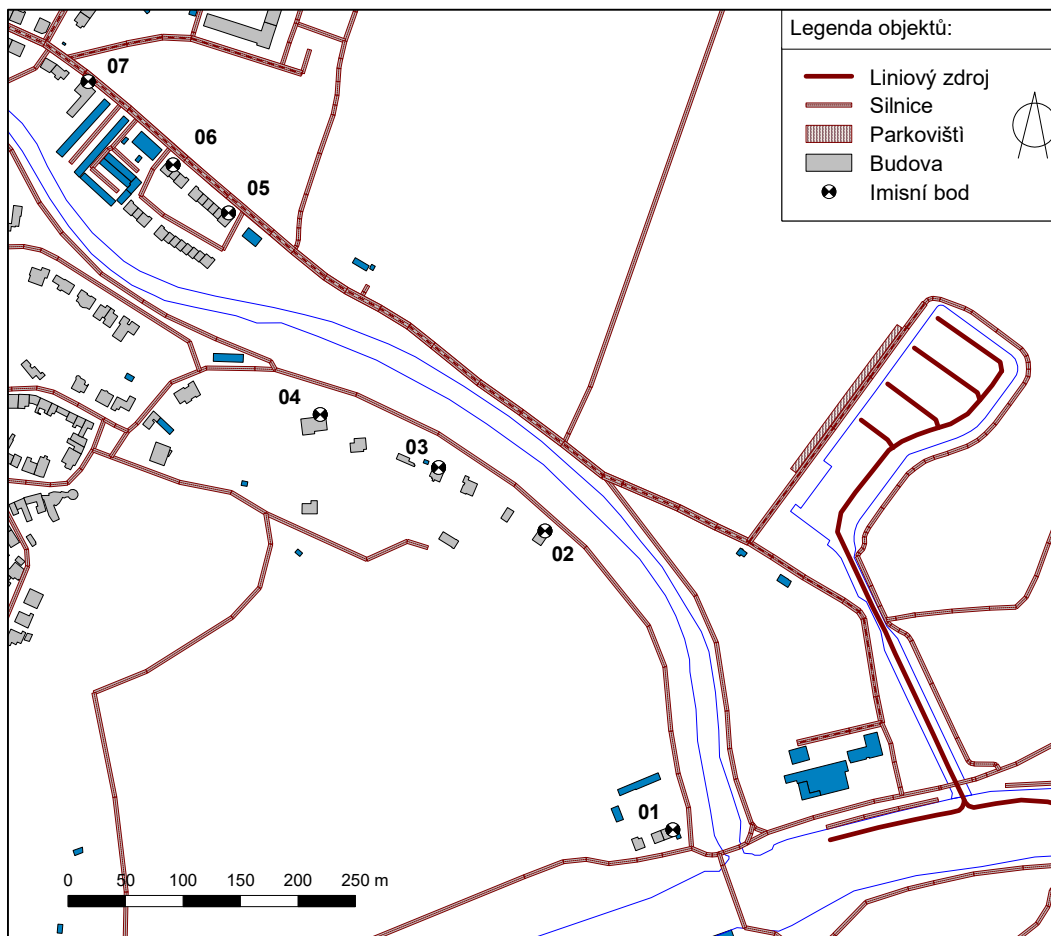 Legenda objektů:
Liniový zdroj
Silnice
Parkovištì
Budova
Imisní bod
07
06
05
04
03
02
01
0 50 100 150 200 250 m